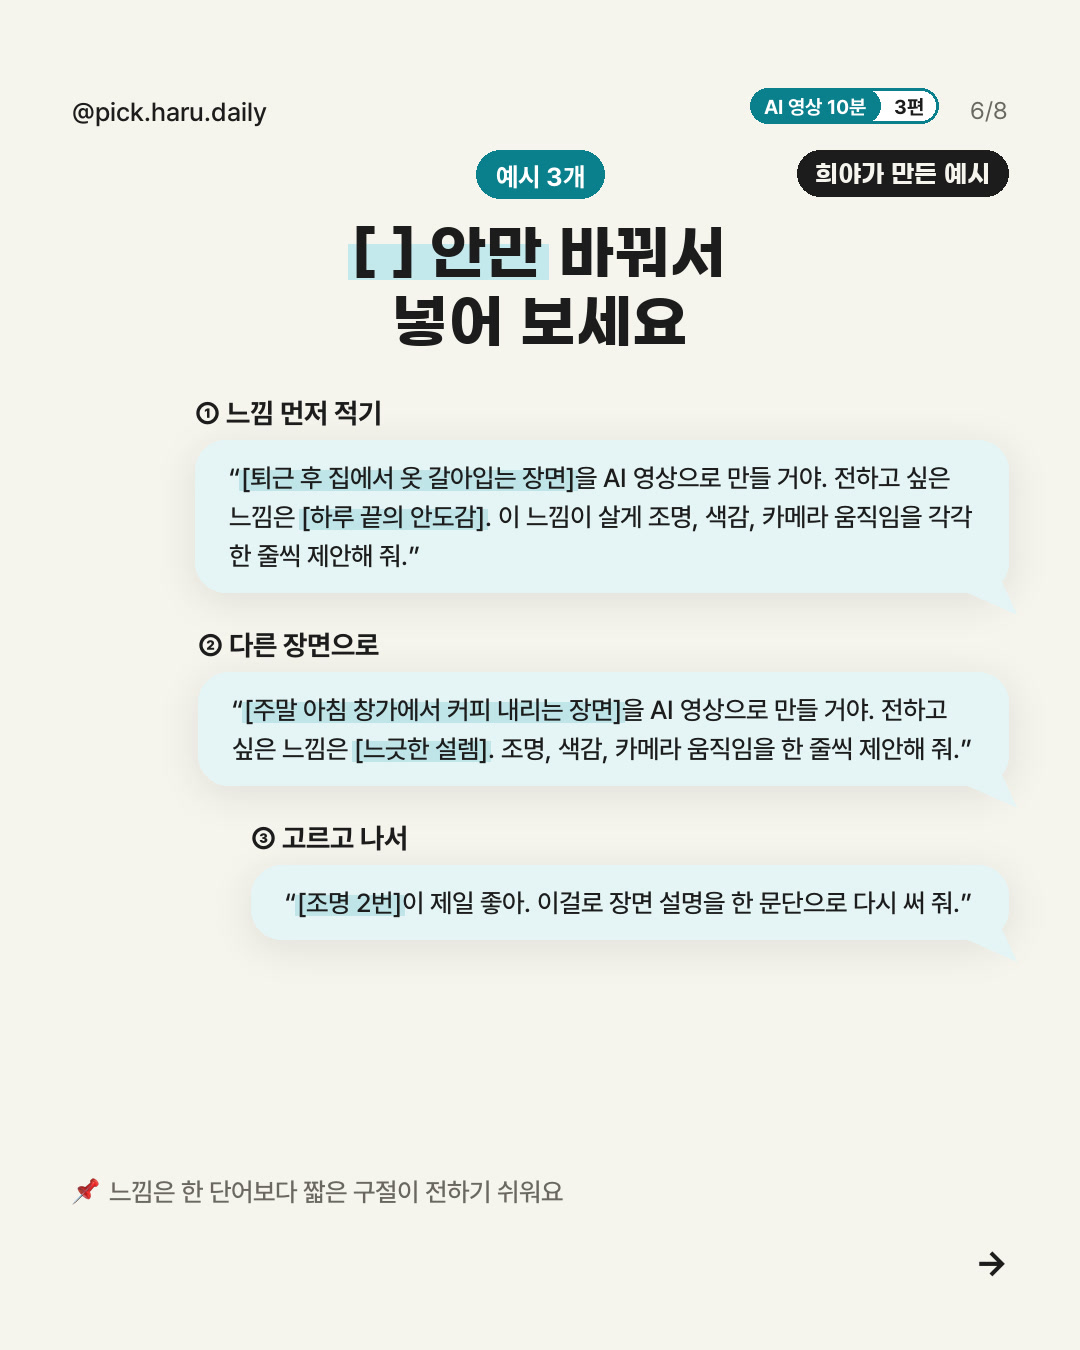 @pick.haru.daily
AI 영상 10분 3편 6/8
예시 3개
희야가 만든 예시
[ ] 안만 바꿔서
넣어 보세요
① 느낌 먼저 적기
“[퇴근 후 집에서 옷 갈아입는 장면]을 AI 영상으로 만들 거야. 전하고 싶은
느낌은 [하루 끝의 안도감]. 이 느낌이 살게 조명, 색감, 카메라 움직임을 각각
한 줄씩 제안해 줘.”
② 다른 장면으로
“[주말 아침 창가에서 커피 내리는 장면]을 AI 영상으로 만들 거야. 전하고
싶은 느낌은 [느긋한 설렘]. 조명, 색감, 카메라 움직임을 한 줄씩 제안해 줘.”
③ 고르고 나서
“[조명 2번]이 제일 좋아. 이걸로 장면 설명을 한 문단으로 다시 써 줘.”
📌 느낌은 한 단어보다 짧은 구절이 전하기 쉬워요
→